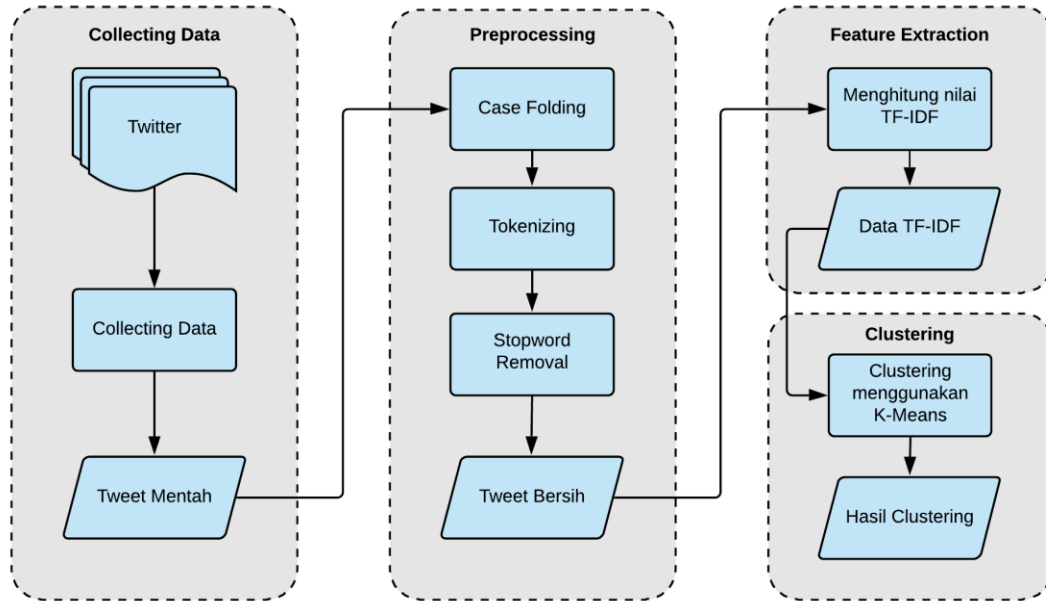 Collecting Data
Twitter
Collecting Data
Tweet Mentah
Preprocessing
Case Folding
Tokenizing
Stopword
Removal
Tweet Bersih
Feature Extraction
Menghitung nilai
TF-IDF
Data TF-IDF
Clustering
Clustering
menggunakan
K-Means
Hasil Clustering